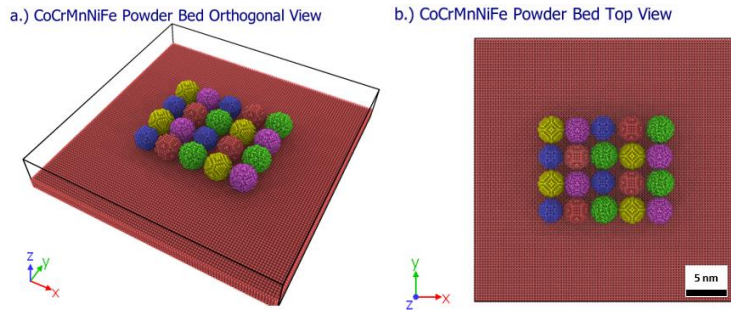 a.) CoCrMnNiFe Powder Bed Orthogonal View
b.) CoCrMnNiFe Powder Bed Top View
z
y
x
y
z
x
5 nm